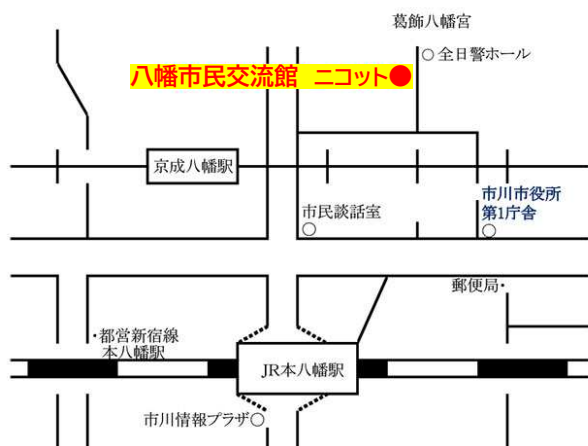 葛飾八幡宮
全日警ホール
八幡市民交流館 ニコット
京成八幡駅
市民談話室
市川市役所
第1庁舎
郵便局
都営新宿線
本八幡駅
JR本八幡駅
市川情報プラザ